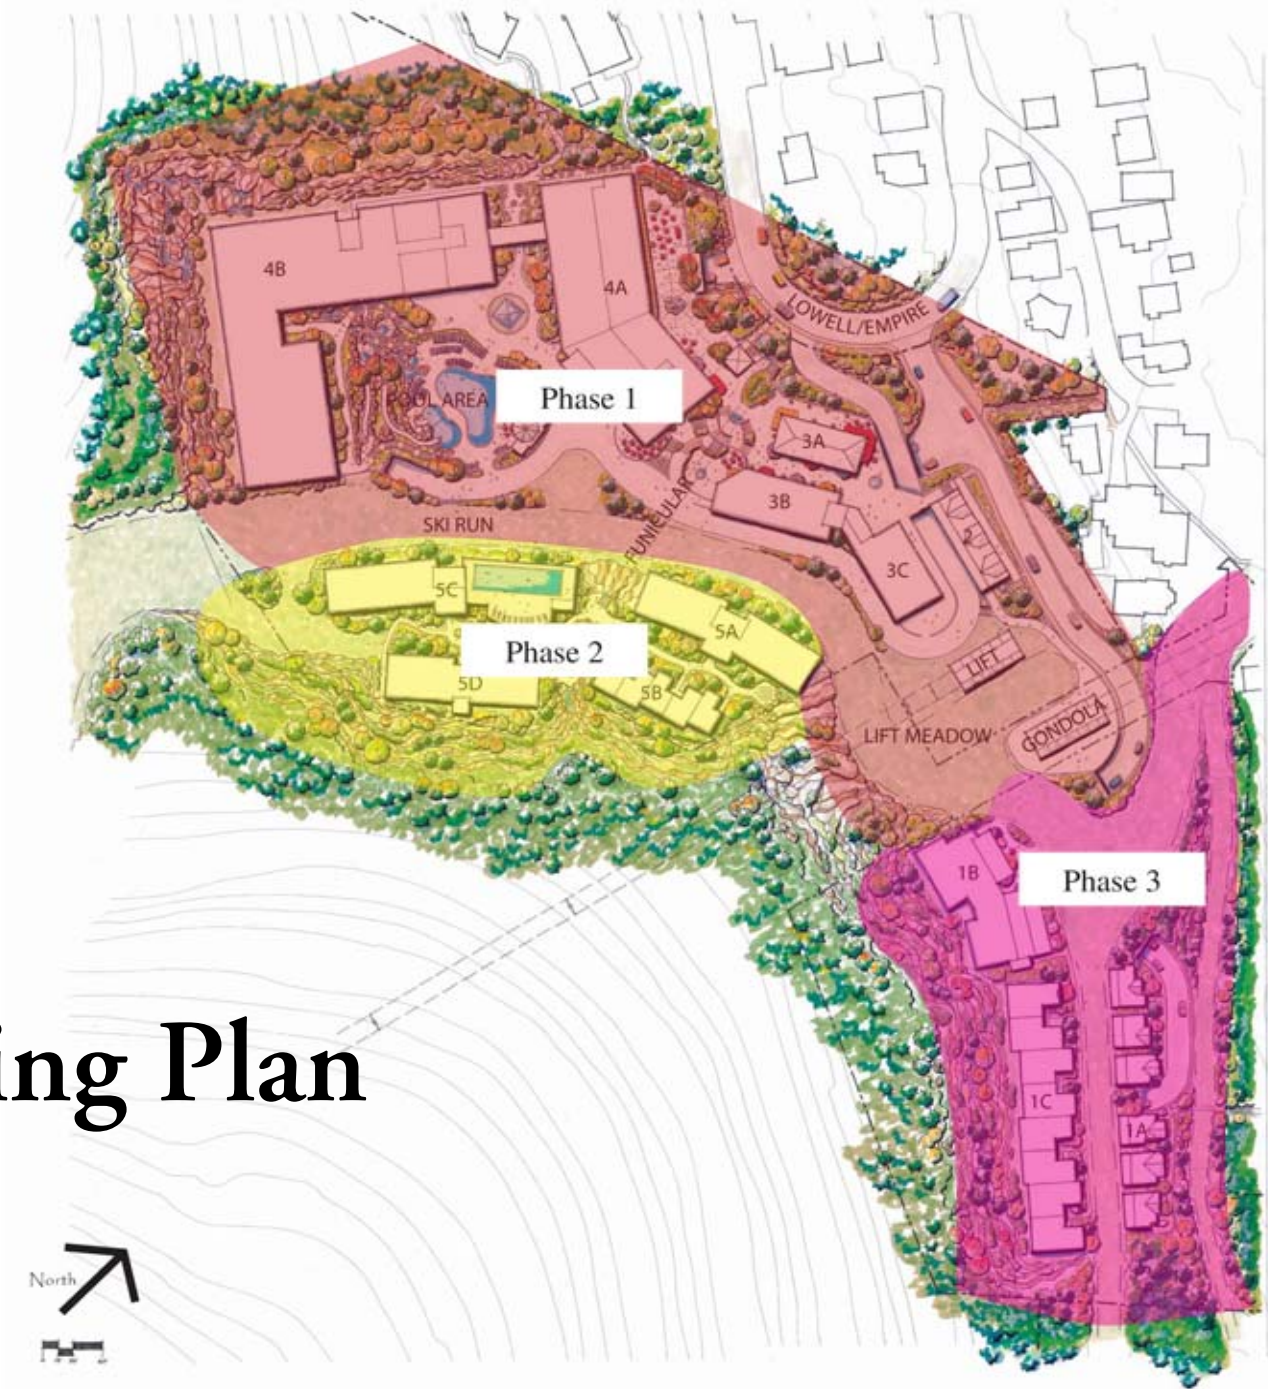 4B
4A
LOWELL/EMPIRE
POOL AREA
Phase 1
3A
3B
FUNICULAR
SKI RUN
2
3C
5C
5A
Phase 2
LIFT
5D
5B
LIFT MEADOW
GONDOLA
1B
Phase 3
ing Plan
1C
1A
North